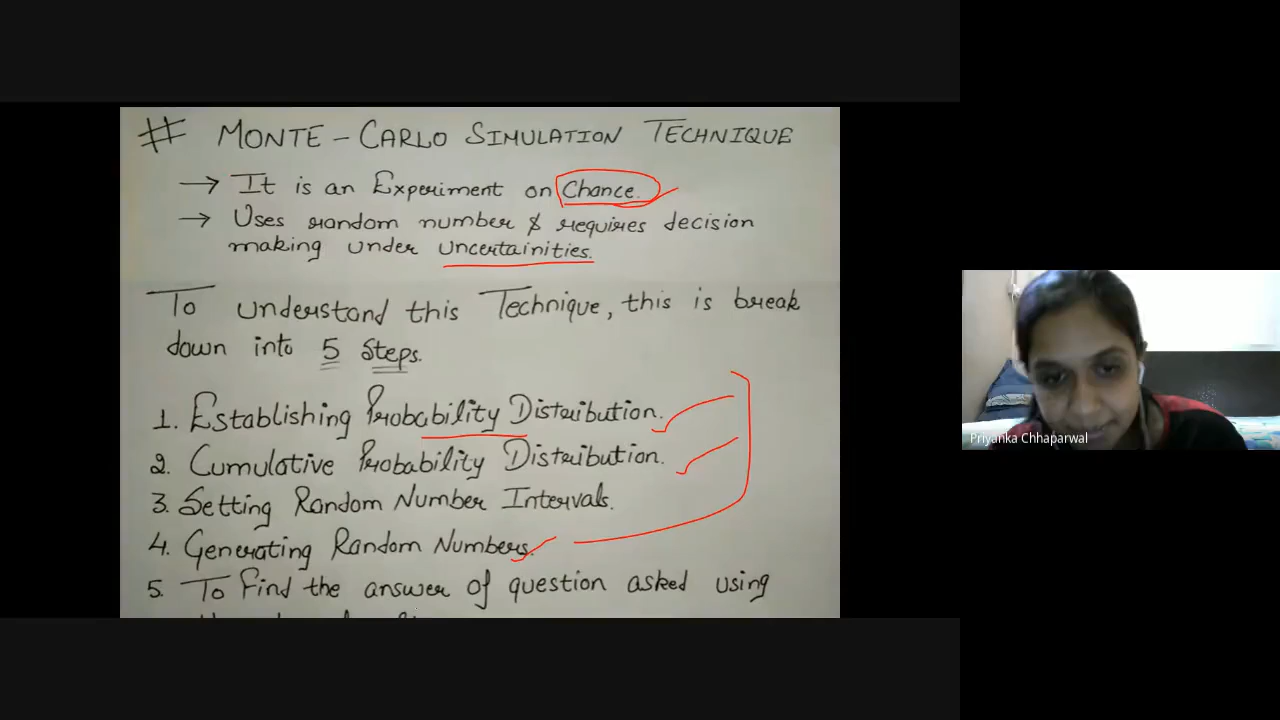 # MONTE - CARLO SIMULATION TECHNIQUE
→ It is an Experiment on Chance.
→ Uses random number & requires decision
making under uncertainities.
To understand this Technique, this is break
down into 5 steps.
1. Establishing Probability Distribution.
2. Cumulative Probability Distribution.
3. Setting Random Number Intervals.
4. Generating Random Numbers.
5. To find the answer of question asked using
Priyanka Chhaparwal